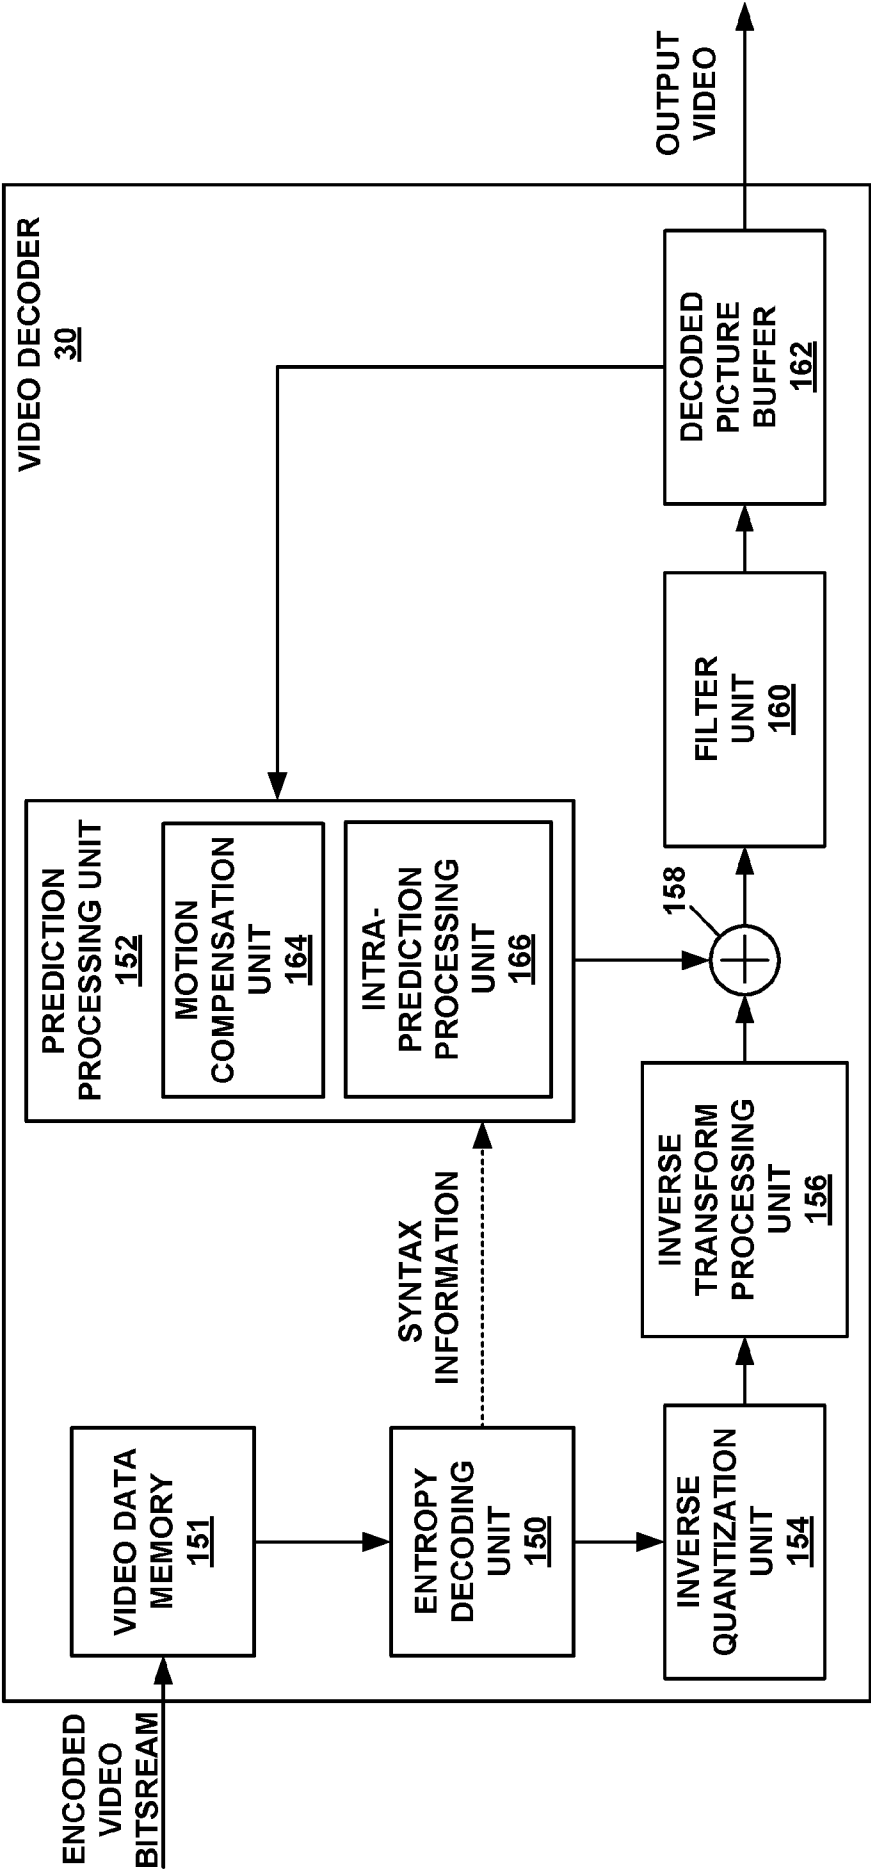 VIDEO DECODER
30
ENCODED
VIDEO
BITSREAM
VIDEO DATA
MEMORY
151
ENTROPY
DECODING
UNIT
150
SYNTAX
INFORMATION
PREDICTION
PROCESSING UNIT
152
MOTION
COMPENSATION
UNIT
164
INTRA-
PREDICTION
PROCESSING
UNIT
166
INVERSE
QUANTIZATION
UNIT
154
INVERSE
TRANSFORM
PROCESSING
UNIT
156
158
FILTER
UNIT
160
DECODED
PICTURE
BUFFER
162
OUTPUT
VIDEO